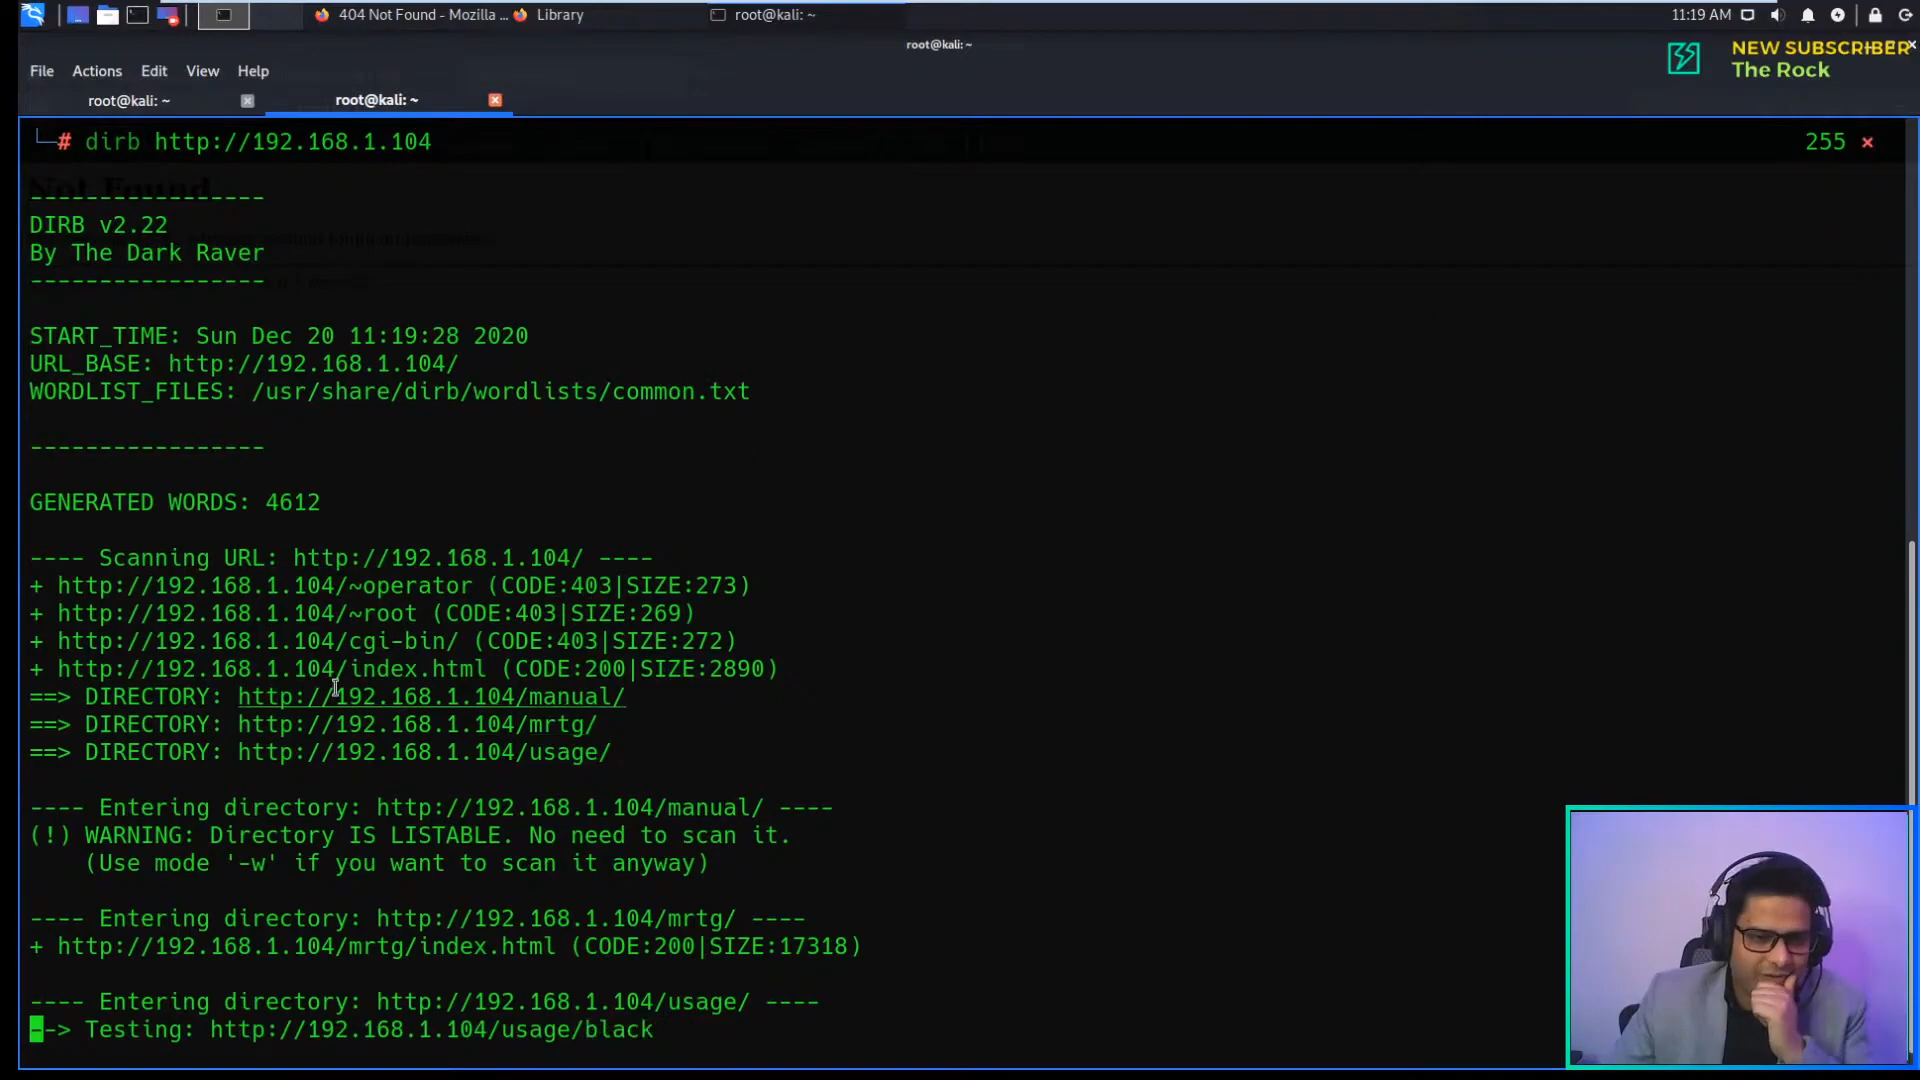 404 Not Found - Mozilla ...
Library
root@kali: ~
11:19 AM
root@kali: ~
NEW SUBSCRIBER
The Rock
File Actions Edit View Help
root@kali: ~
root@kali: ~
└─# dirb http://192.168.1.104
255 ×
Not Found
-----------------
DIRB v2.22
By The Dark Raver
-----------------
START_TIME: Sun Dec 20 11:19:28 2020
URL_BASE: http://192.168.1.104/
WORDLIST_FILES: /usr/share/dirb/wordlists/common.txt
-----------------
GENERATED WORDS: 4612
---- Scanning URL: http://192.168.1.104/ ----
+ http://192.168.1.104/~operator (CODE:403|SIZE:273)
+ http://192.168.1.104/~root (CODE:403|SIZE:269)
+ http://192.168.1.104/cgi-bin/ (CODE:403|SIZE:272)
+ http://192.168.1.104/index.html (CODE:200|SIZE:2890)
==> DIRECTORY: http://192.168.1.104/manual/
==> DIRECTORY: http://192.168.1.104/mrtg/
==> DIRECTORY: http://192.168.1.104/usage/
---- Entering directory: http://192.168.1.104/manual/ ----
(!) WARNING: Directory IS LISTABLE. No need to scan it.
(Use mode '-w' if you want to scan it anyway)
---- Entering directory: http://192.168.1.104/mrtg/ ----
+ http://192.168.1.104/mrtg/index.html (CODE:200|SIZE:17318)
---- Entering directory: http://192.168.1.104/usage/ ----
--> Testing: http://192.168.1.104/usage/black